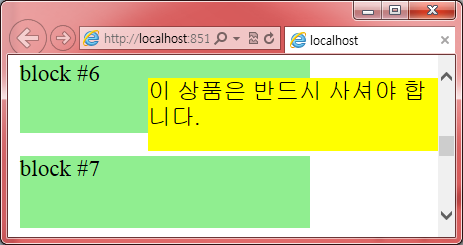 http://localhost:851
localhost
block #6
이 상품은 반드시 사셔야 합
니다.
block #7